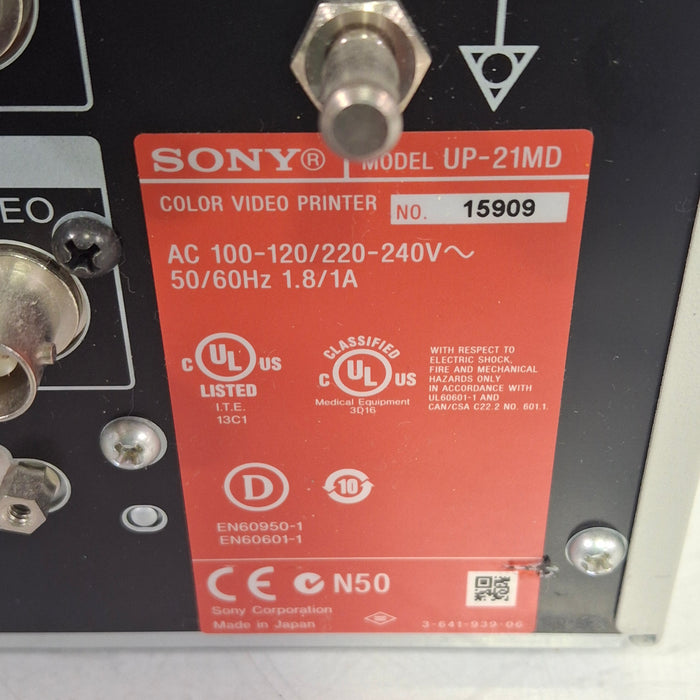 EO
SONY® MODEL UP-21MD
COLOR VIDEO PRINTER NO. 15909
AC 100-120/220-240V~
50/60Hz 1.8/1A
C UL US
LISTED
I.T.E.
13C1
CLASSIFIED
C UL US
Medical Equipment
3Q16
WITH RESPECT TO
ELECTRIC SHOCK,
FIRE AND MECHANICAL
HAZARDS ONLY
IN ACCORDANCE WITH
UL60601-1 AND
CAN/CSA C22.2 NO. 601.1.
D
10
EN60950-1
EN60601-1
CE N50
Sony Corporation
Made in Japan
3-641-939-06